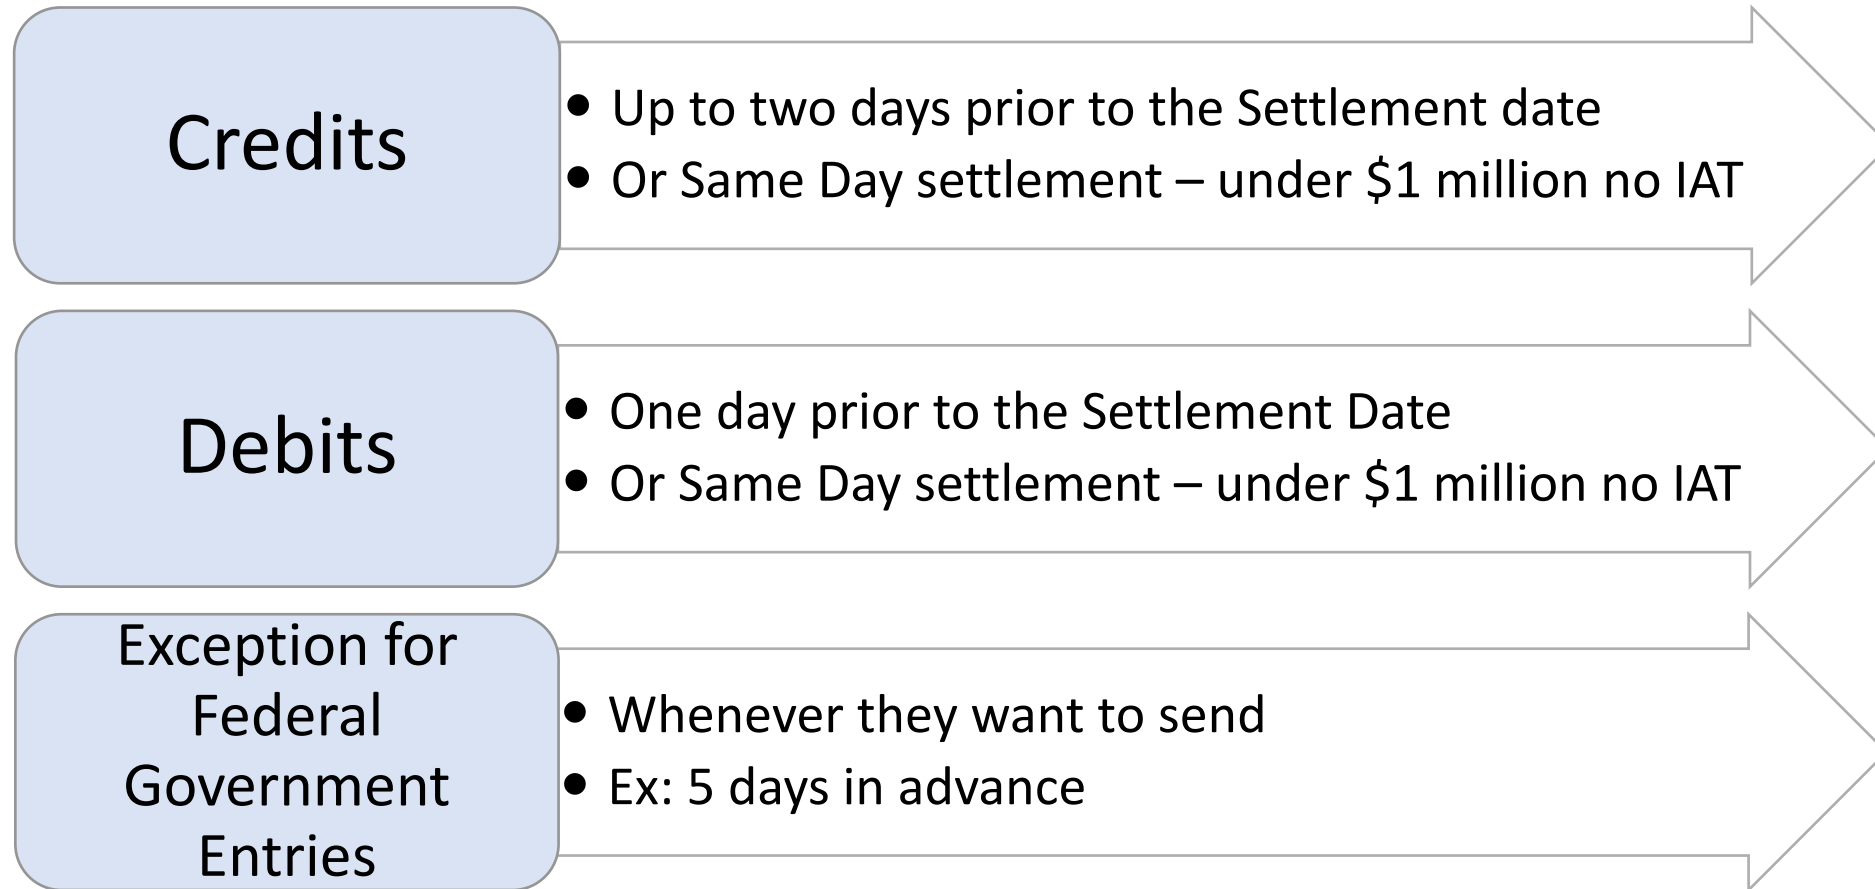 Credits
• Up to two days prior to the Settlement date
• Or Same Day settlement – under $1 million no IAT
Debits
• One day prior to the Settlement Date
• Or Same Day settlement – under $1 million no IAT
Exception for
Federal
Government
Entries
• Whenever they want to send
• Ex: 5 days in advance